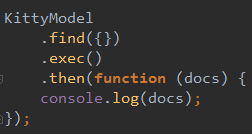 KittyModel
    .find({})
    .exec()
    .then(function (docs) {
    console.log(docs);
});